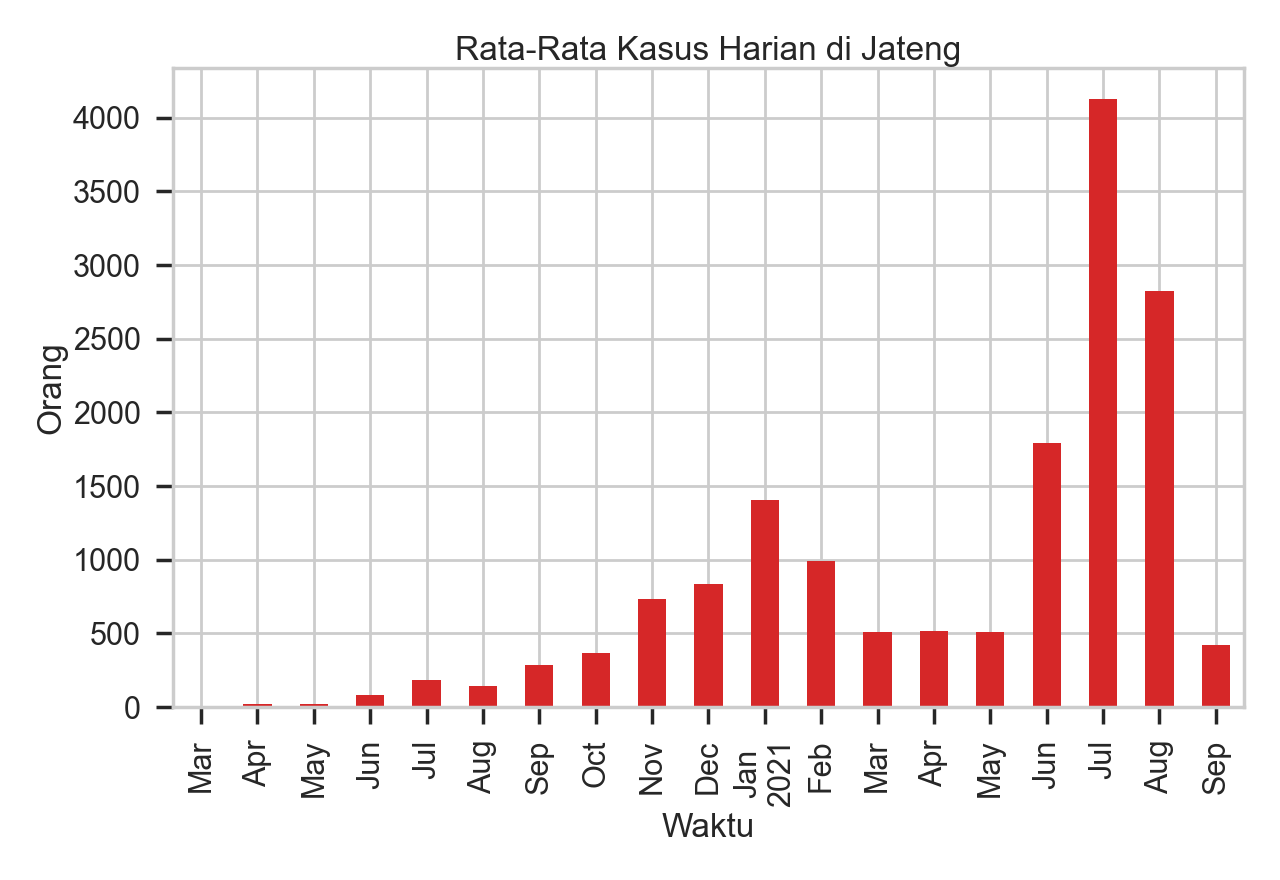 Rata-Rata Kasus Harian di Jateng
Orang
4000
3500
3000
2500
2000
1500
1000
500
0
Mar
Apr
May
Jun
Jul
Aug
Sep
Oct
Nov
Dec
Jan
2021
Feb
Mar
Apr
May
Jun
Jul
Aug
Sep
Waktu